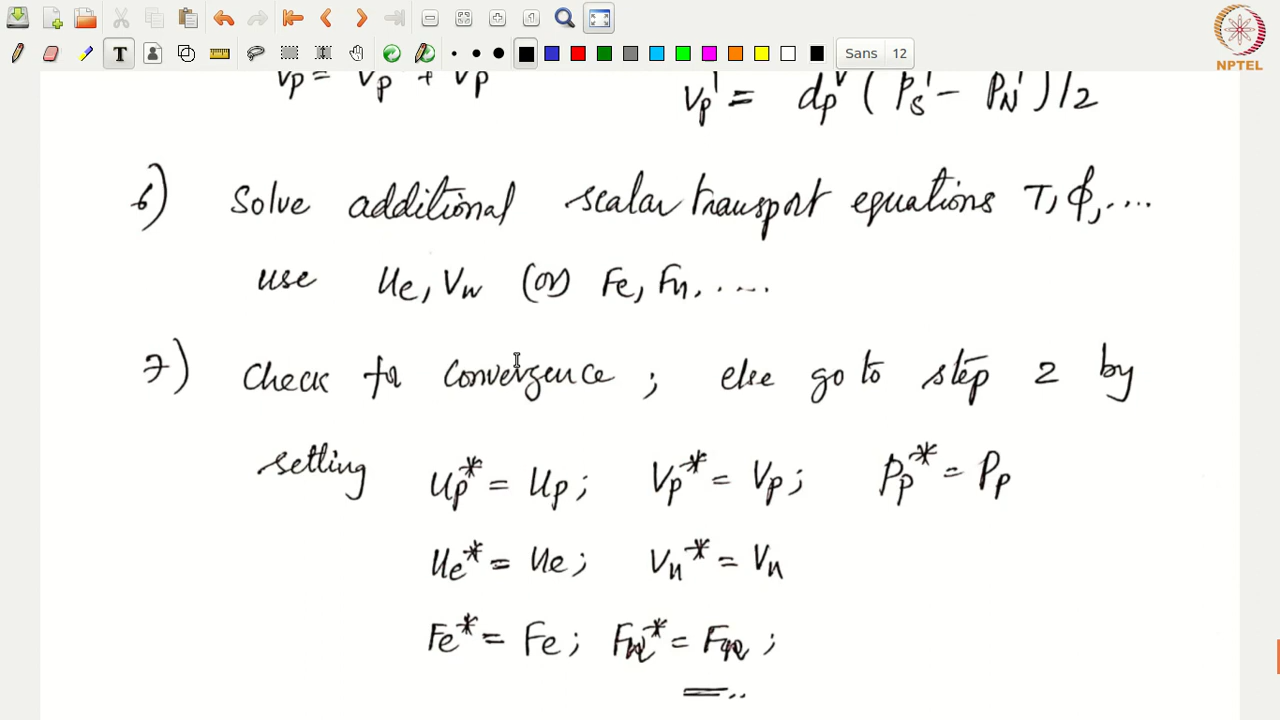 Sans 12
NPTEL
vp = vp* + vp' vp' = dp^v (Ps' - PN')/2
6) Solve additional scalar transport equations T, ϕ, ....
use ue, vn (or) Fe, Fn, . ....
7) Check for Convergence ; else go to step 2 by
setting up* = up ; vp* = vp ; Pp* = Pp
ue* = ue ; vn* = vn
Fe* = Fe ; Fn* = Fn ;